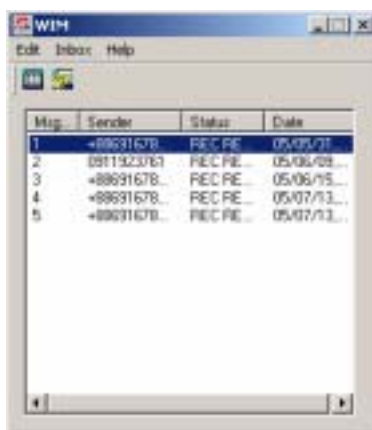 WIM
Edit Inbox Help
Msg... Sender Status Date
1 +88691678... REC RE... 05/05/31...
2 0911923761 REC RE... 05/06/09...
3 +88691678... REC RE... 05/06/15...
4 +88691678... REC RE... 05/07/13...
5 +88691678... REC RE... 05/07/13...